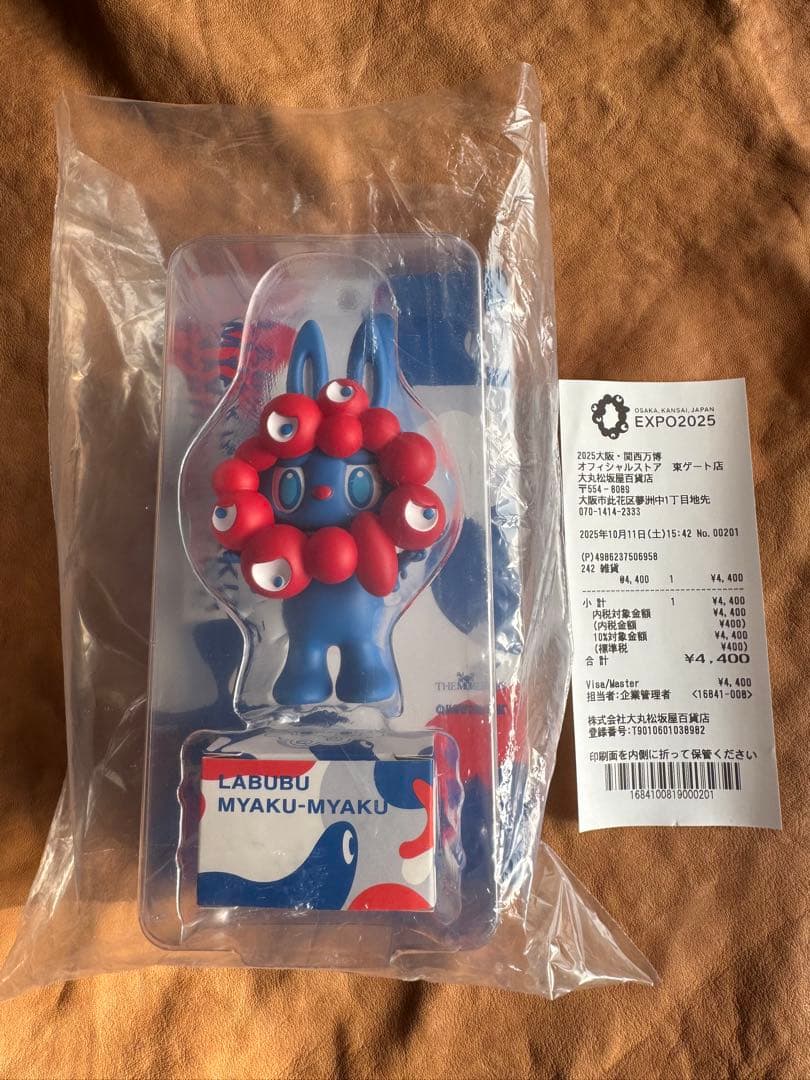 LABUBU
MYAKU-MYAKU
OSAKA, KANSAI, JAPAN
EXPO2025
2025大阪・関西万博
オフィシャルストア 東ゲート店
大丸松坂屋百貨店
〒554-8089
大阪市此花区夢洲中1丁目地先
070-1414-2333
2025年10月11日(土)15:42 No.00201
(P)4986237506958
242 雑貨
@4,400 1 ¥4,400
小 計 1 ¥4,400
内税対象金額 ¥4,400
(内税金額 ¥400)
10%対象金額 ¥4,400
(標準税 ¥400)
合 計 ¥4,400
Visa/Master ¥4,400
担当者:企業管理者 <16841-008>
株式会社大丸松坂屋百貨店
登録番号:T9010601038982
印刷面を内側に折って保管ください
1684100819000201